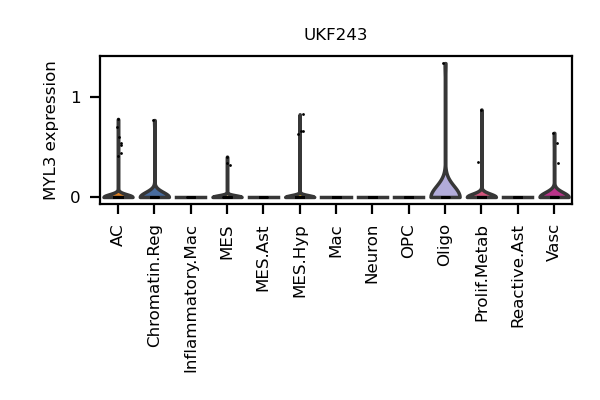 UKF243
MYL3 expression
1
0
AC
Chromatin.Reg
Inflammatory.Mac
MES
MES.Ast
MES.Hyp
Mac
Neuron
OPC
Oligo
Prolif.Metab
Reactive.Ast
Vasc